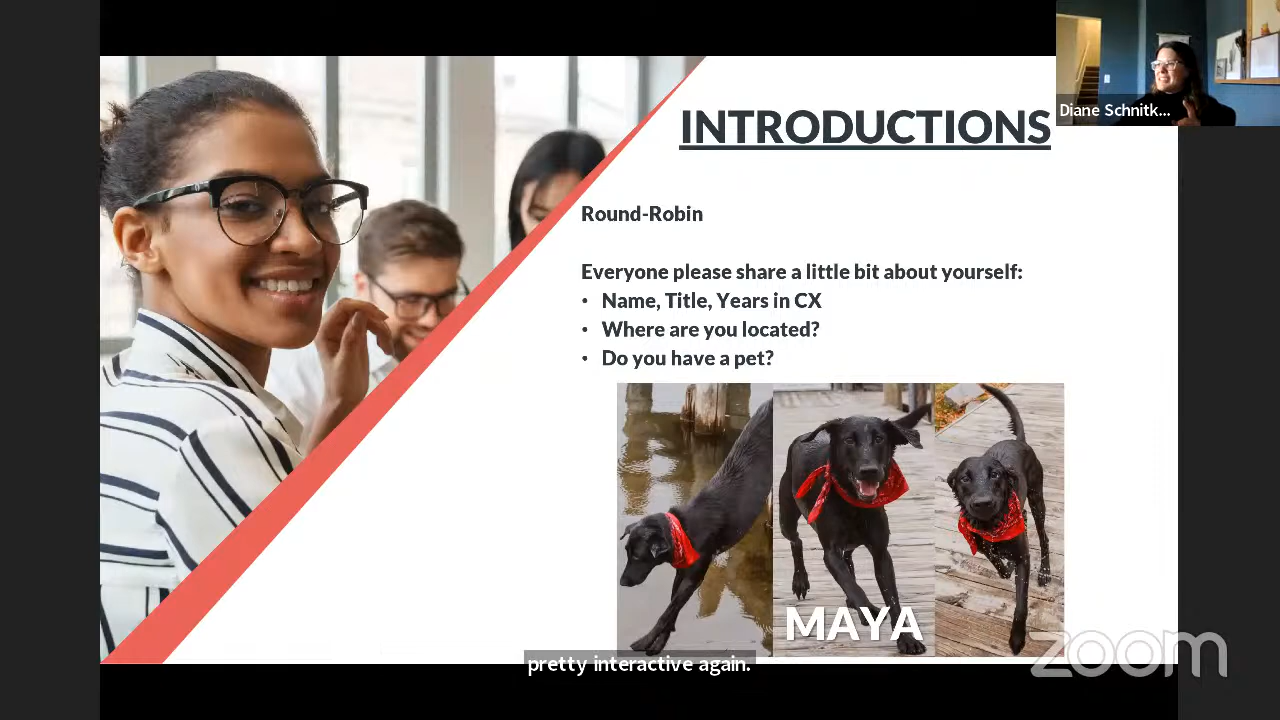 Diane Schnitk...
INTRODUCTIONS
Round-Robin
Everyone please share a little bit about yourself:
• Name, Title, Years in CX
• Where are you located?
• Do you have a pet?
MAYA
zoom
pretty interactive again.